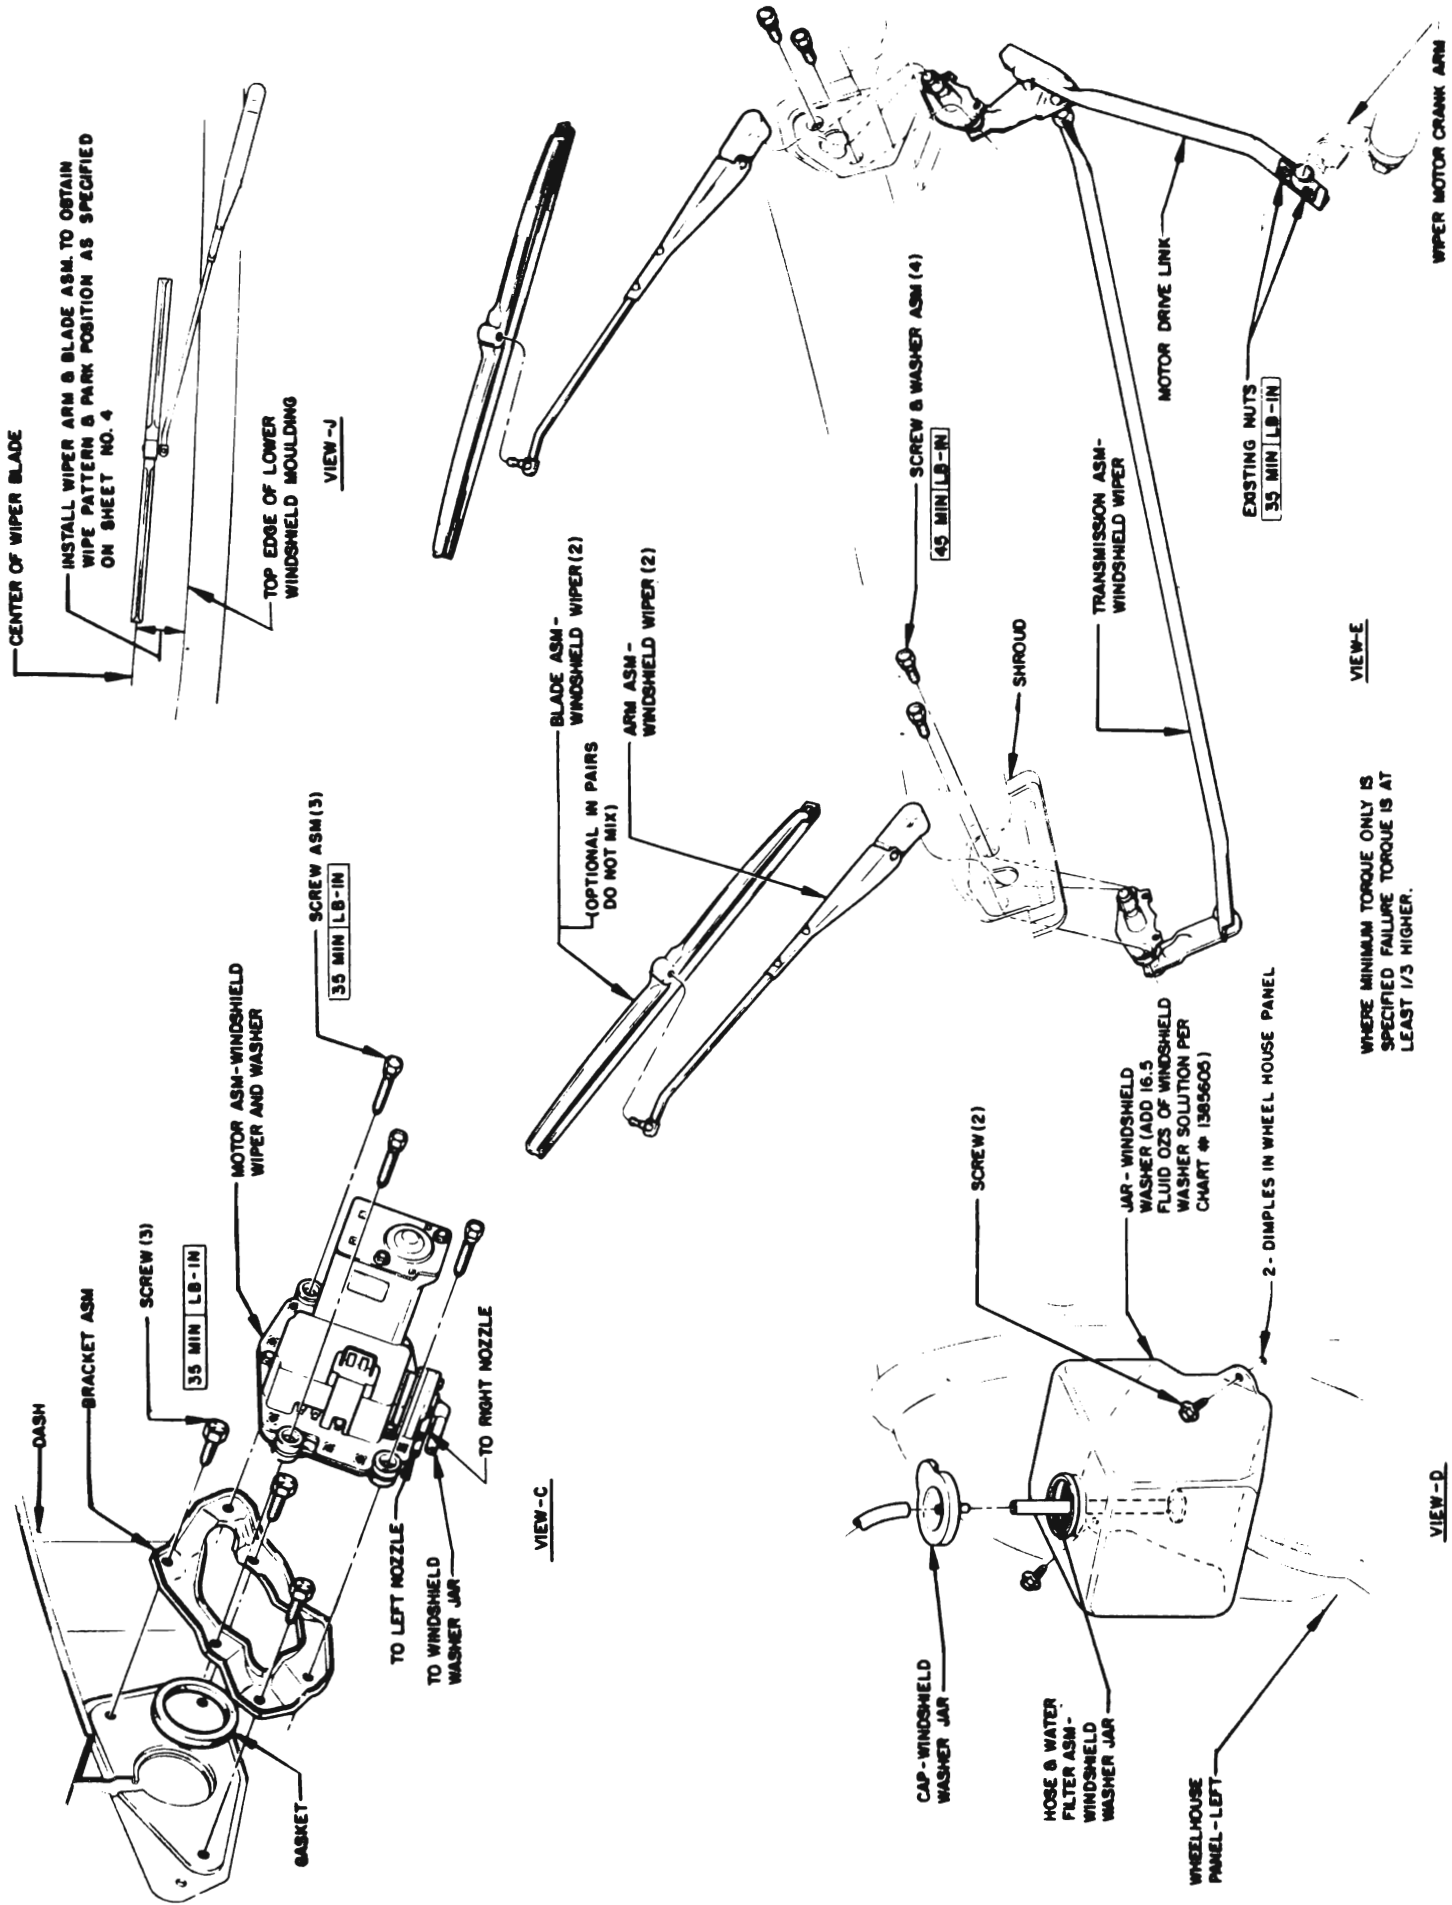 DASH
BRACKET ASM
SCREW (3)
35 MIN LB-IN
MOTOR ASM-WINDSHIELD
WIPER AND WASHER
SCREW ASM (3)
35 MIN LB-IN
GASKET
TO LEFT NOZZLE
TO WINDSHIELD
WASHER JAR
TO RIGHT NOZZLE
VIEW-C
CENTER OF WIPER BLADE
INSTALL WIPER ARM & BLADE ASM. TO OBTAIN
WIPE PATTERN & PARK POSITION AS SPECIFIED
ON SHEET NO. 4
TOP EDGE OF LOWER
WINDSHIELD MOULDING
VIEW-J
BLADE ASM-
WINDSHIELD WIPER (2)
(OPTIONAL IN PAIRS
DO NOT MIX)
ARM ASM-
WINDSHIELD WIPER (2)
SCREW & WASHER ASM (4)
45 MIN LB-IN
SHROUD
TRANSMISSION ASM-
WINDSHIELD WIPER
MOTOR DRIVE LINK
EXISTING NUTS
35 MIN LB-IN
WIPER MOTOR CRANK ARM
VIEW-E
CAP-WINDSHIELD
WASHER JAR
HOSE & WATER
FILTER ASM-
WINDSHIELD
WASHER JAR
WHEELHOUSE
PANEL-LEFT
SCREW (2)
JAR-WINDSHIELD
WASHER (ADD 16.5
FLUID OZS OF WINDSHIELD
WASHER SOLUTION PER
CHART # 1385605)
2-DIMPLES IN WHEEL HOUSE PANEL
VIEW-D
WHERE MINIMUM TORQUE ONLY IS
SPECIFIED FAILURE TORQUE IS AT
LEAST 1/3 HIGHER.